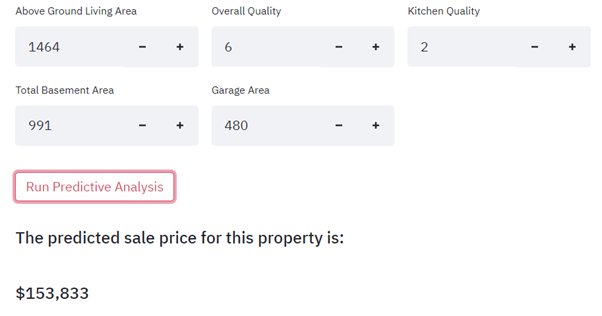 Above Ground Living Area Overall Quality Kitchen Quality
1464 - + 6 - + 2 - +
Total Basement Area Garage Area
991 - + 480 - +
Run Predictive Analysis
The predicted sale price for this property is:
$153,833